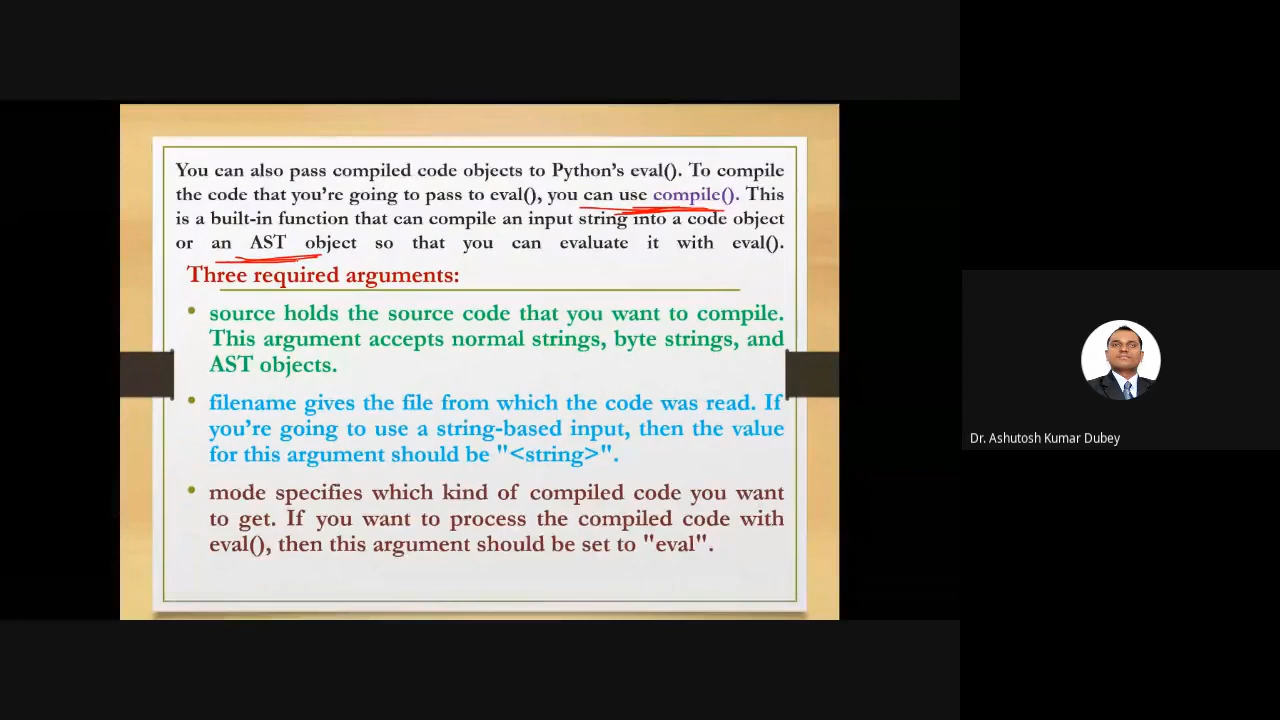 You can also pass compiled code objects to Python’s eval(). To compile
the code that you’re going to pass to eval(), you can use compile(). This
is a built-in function that can compile an input string into a code object
or an AST object so that you can evaluate it with eval().
Three required arguments:
• source holds the source code that you want to compile.
This argument accepts normal strings, byte strings, and
AST objects.
• filename gives the file from which the code was read. If
you’re going to use a string-based input, then the value
for this argument should be "<string>".
• mode specifies which kind of compiled code you want
to get. If you want to process the compiled code with
eval(), then this argument should be set to "eval".
Dr. Ashutosh Kumar Dubey